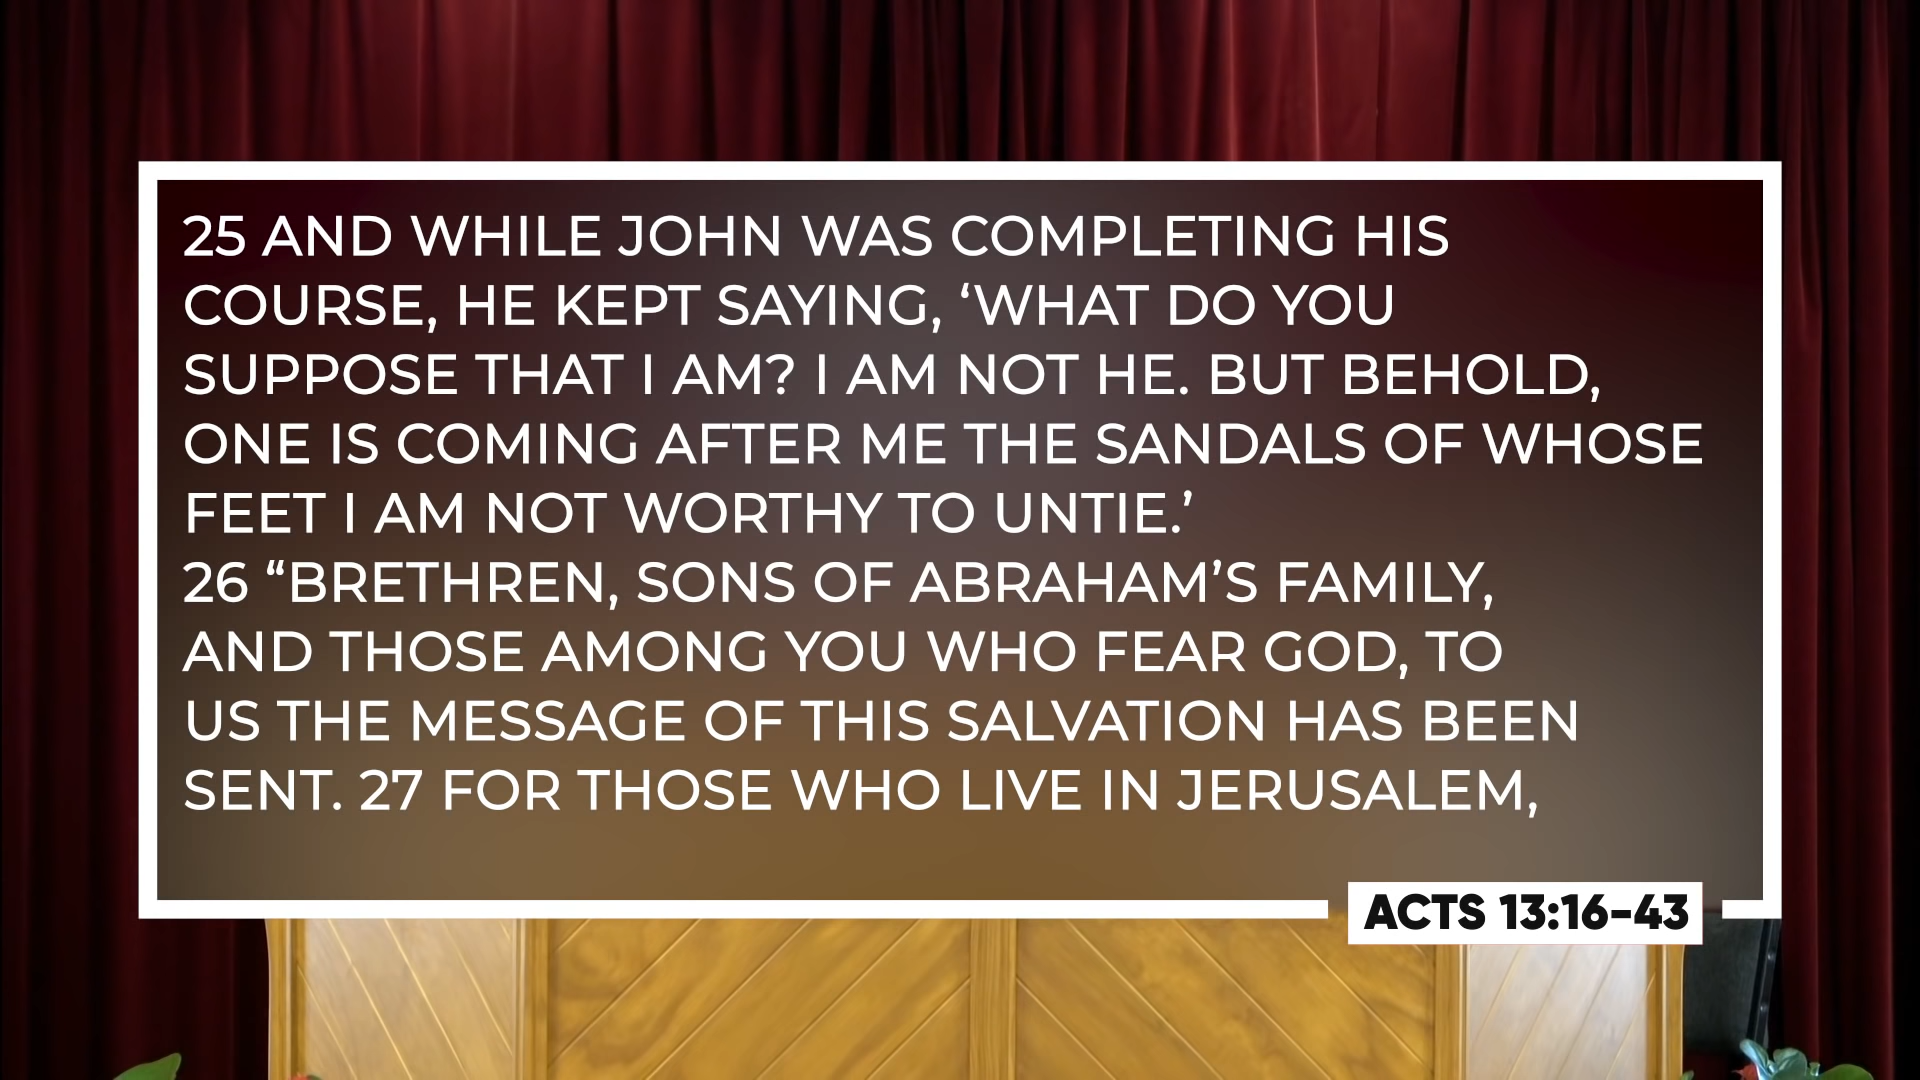 25 AND WHILE JOHN WAS COMPLETING HIS
COURSE, HE KEPT SAYING, ‘WHAT DO YOU
SUPPOSE THAT I AM? I AM NOT HE. BUT BEHOLD,
ONE IS COMING AFTER ME THE SANDALS OF WHOSE
FEET I AM NOT WORTHY TO UNTIE.’
26 “BRETHREN, SONS OF ABRAHAM’S FAMILY,
AND THOSE AMONG YOU WHO FEAR GOD, TO
US THE MESSAGE OF THIS SALVATION HAS BEEN
SENT. 27 FOR THOSE WHO LIVE IN JERUSALEM,
ACTS 13:16-43